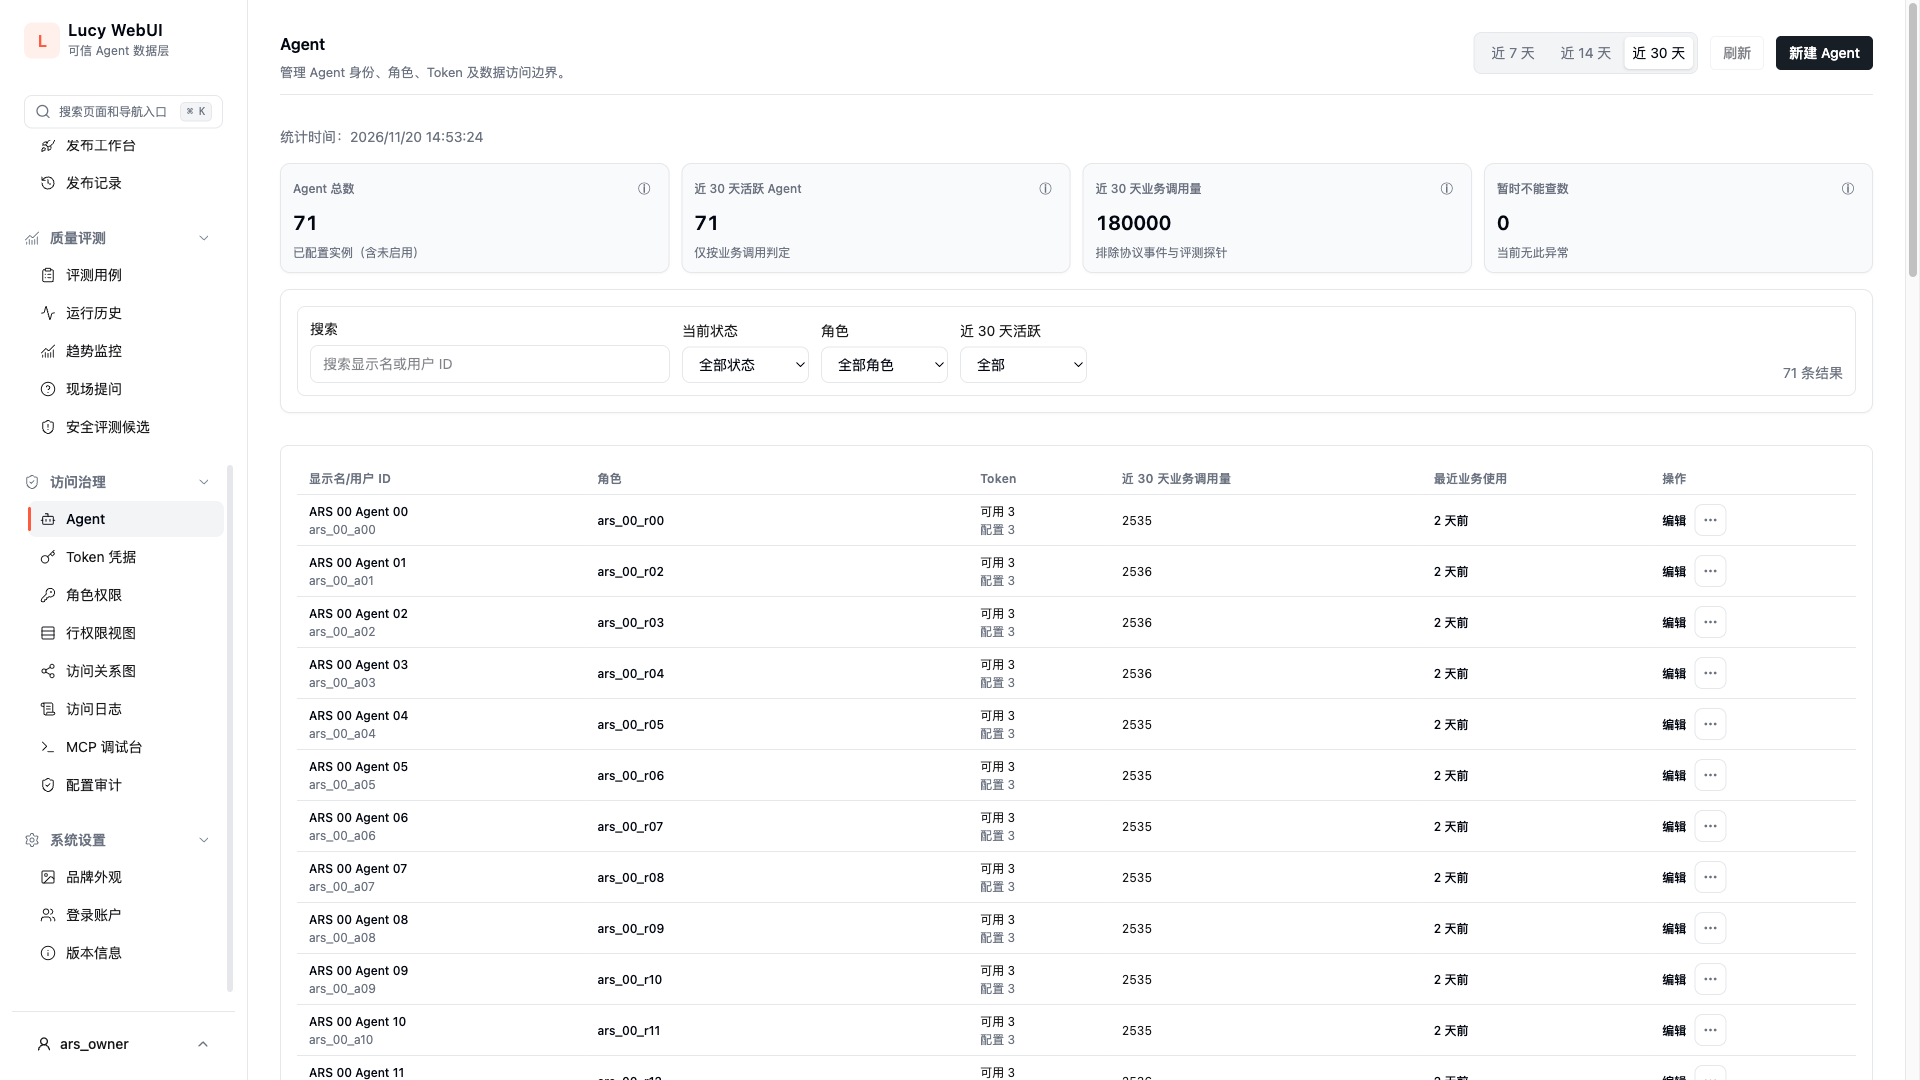 L
Lucy WebUI
可信 Agent 数据层
搜索页面和导航入口
⌘ K
发布工作台
发布记录
质量评测
评测用例
运行历史
趋势监控
现场提问
安全评测候选
访问治理
Agent
Token 凭据
角色权限
行权限视图
访问关系图
访问日志
MCP 调试台
配置审计
系统设置
品牌外观
登录账户
版本信息
ars_owner
Agent
管理 Agent 身份、角色、Token 及数据访问边界。
近 7 天 近 14 天 近 30 天 刷新 新建 Agent
统计时间：2026/11/20 14:53:24
Agent 总数
71
已配置实例（含未启用）
近 30 天活跃 Agent
71
仅按业务调用判定
近 30 天业务调用量
180000
排除协议事件与评测探针
暂时不能查数
0
当前无此异常
搜索
搜索显示名或用户 ID
当前状态
全部状态
角色
全部角色
近 30 天活跃
全部
71 条结果
显示名/用户 ID 角色 Token 近 30 天业务调用量 最近业务使用 操作
ARS 00 Agent 00
ars_00_a00
ars_00_r00
可用 3
配置 3
2535
2 天前
编辑
ARS 00 Agent 01
ars_00_a01
ars_00_r02
可用 3
配置 3
2536
2 天前
编辑
ARS 00 Agent 02
ars_00_a02
ars_00_r03
可用 3
配置 3
2536
2 天前
编辑
ARS 00 Agent 03
ars_00_a03
ars_00_r04
可用 3
配置 3
2536
2 天前
编辑
ARS 00 Agent 04
ars_00_a04
ars_00_r05
可用 3
配置 3
2535
2 天前
编辑
ARS 00 Agent 05
ars_00_a05
ars_00_r06
可用 3
配置 3
2535
2 天前
编辑
ARS 00 Agent 06
ars_00_a06
ars_00_r07
可用 3
配置 3
2535
2 天前
编辑
ARS 00 Agent 07
ars_00_a07
ars_00_r08
可用 3
配置 3
2535
2 天前
编辑
ARS 00 Agent 08
ars_00_a08
ars_00_r09
可用 3
配置 3
2535
2 天前
编辑
ARS 00 Agent 09
ars_00_a09
ars_00_r10
可用 3
配置 3
2535
2 天前
编辑
ARS 00 Agent 10
ars_00_a10
ars_00_r11
可用 3
配置 3
2535
2 天前
编辑
ARS 00 Agent 11
可用 3